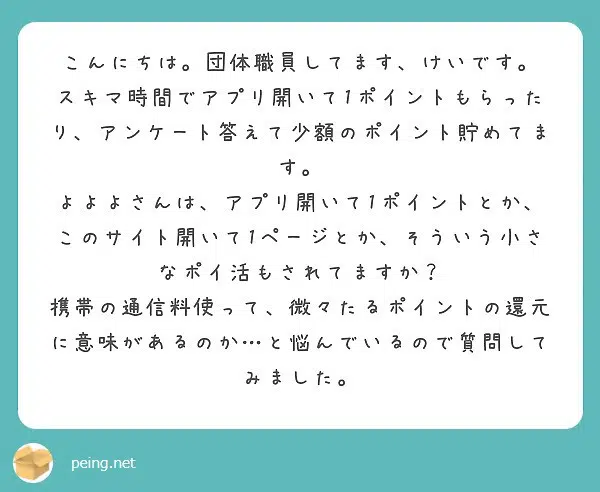 こんにちは。団体職員してます、けいです。
スキマ時間でアプリ開いて1ポイントもらった
り、アンケート答えて少額のポイント貯めてま
す。
よよよさんは、アプリ開いて1ポイントとか、
このサイト開いて1ページとか、そういう小さ
なポイ活もされてますか？
携帯の通信料使って、微々たるポイントの還元
に意味があるのか…と悩んでいるので質問して
みました。
peing.net